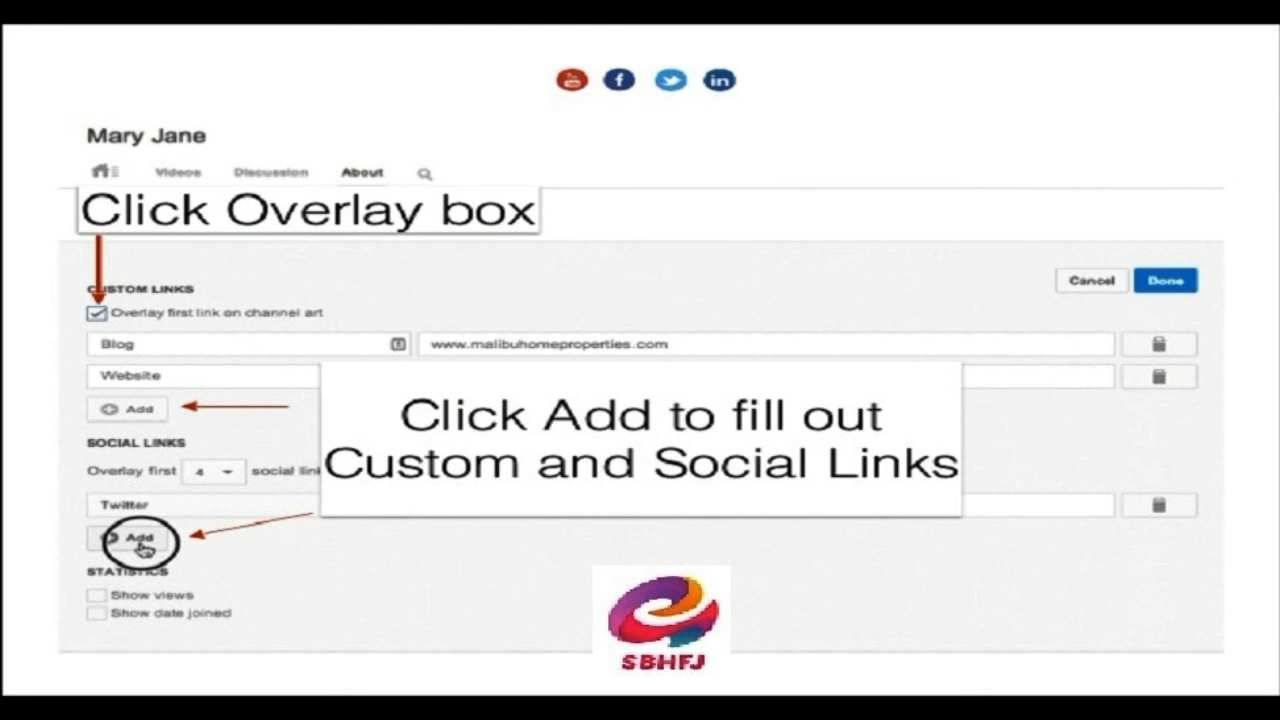 in
Mary Jane
Videos Discussion About
Click Overlay box
CUSTOM LINKS
Cancel Done
Overlay first link on channel art
Blog www.malibuhomeproperties.com
Website
Add
Click Add to fill out
Custom and Social Links
SOCIAL LINKS
Overlay first 4 social lin
Twitter
Add
STATISTICS
Show views
Show date joined
SBHFJ